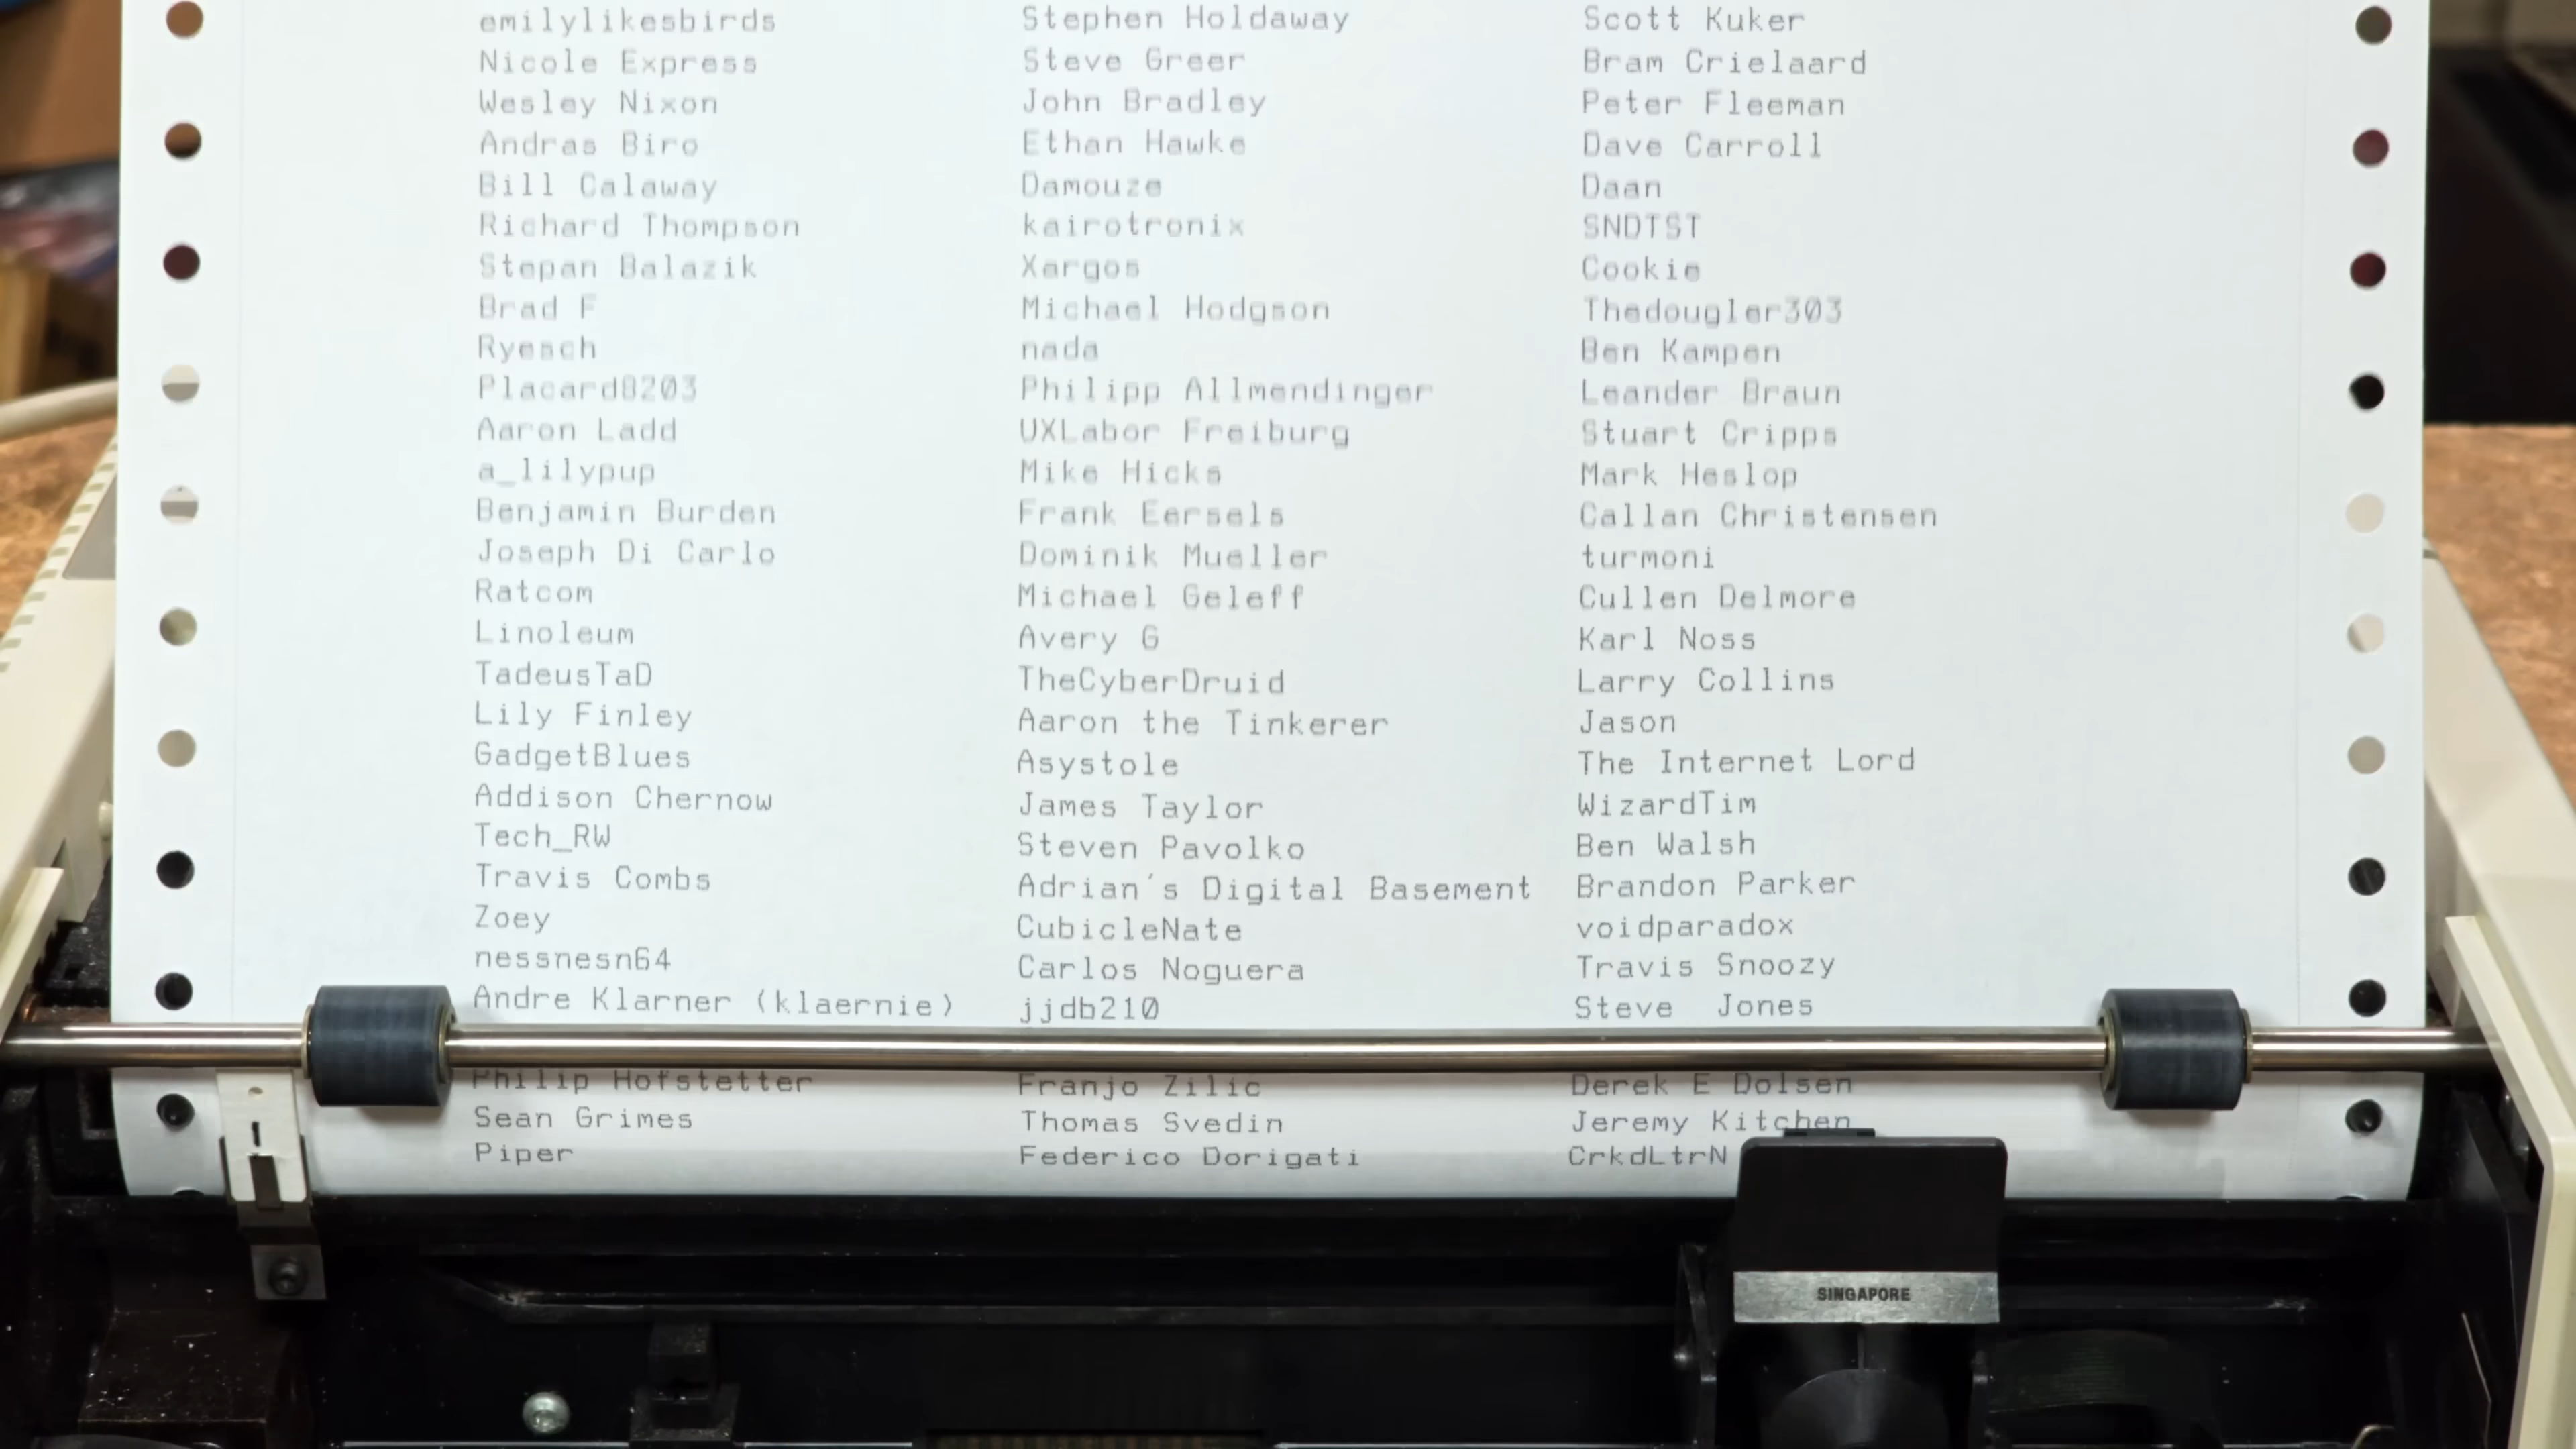 emilylikesbirds Stephen Holdaway Scott Kuker
Nicole Express Steve Greer Bram Crielaard
Wesley Nixon John Bradley Peter Fleeman
Andras Biro Ethan Hawke Dave Carroll
Bill Calaway Damouze Daan
Richard Thompson kairotronix SNDTST
Stepan Balazik Xargos Cookie
Brad F Michael Hodgson Thedougler303
Ryesch nada Ben Kampen
Placard8203 Philipp Allmendinger Leander Braun
Aaron Ladd UXLabor Freiburg Stuart Cripps
a_lilypup Mike Hicks Mark Heslop
Benjamin Burden Frank Eersels Callan Christensen
Joseph Di Carlo Dominik Mueller turmoni
Ratcom Michael Geleff Cullen Delmore
Linoleum Avery G Karl Noss
TadeusTaD TheCyberDruid Larry Collins
Lily Finley Aaron the Tinkerer Jason
GadgetBlues Asystole The Internet Lord
Addison Chernow James Taylor WizardTim
Tech_RW Steven Pavolko Ben Walsh
Travis Combs Adrian's Digital Basement Brandon Parker
Zoey CubicleNate voidparadox
nessnesn64 Carlos Noguera Travis Snoozy
Andre Klarner (klaernie) jjdb210 Steve  Jones
Philip Hofstetter Franjo Zilic Derek E Dolsen
Sean Grimes Thomas Svedin Jeremy Kitchen
Piper Federico Dorigati CrkdLtrN
SINGAPORE